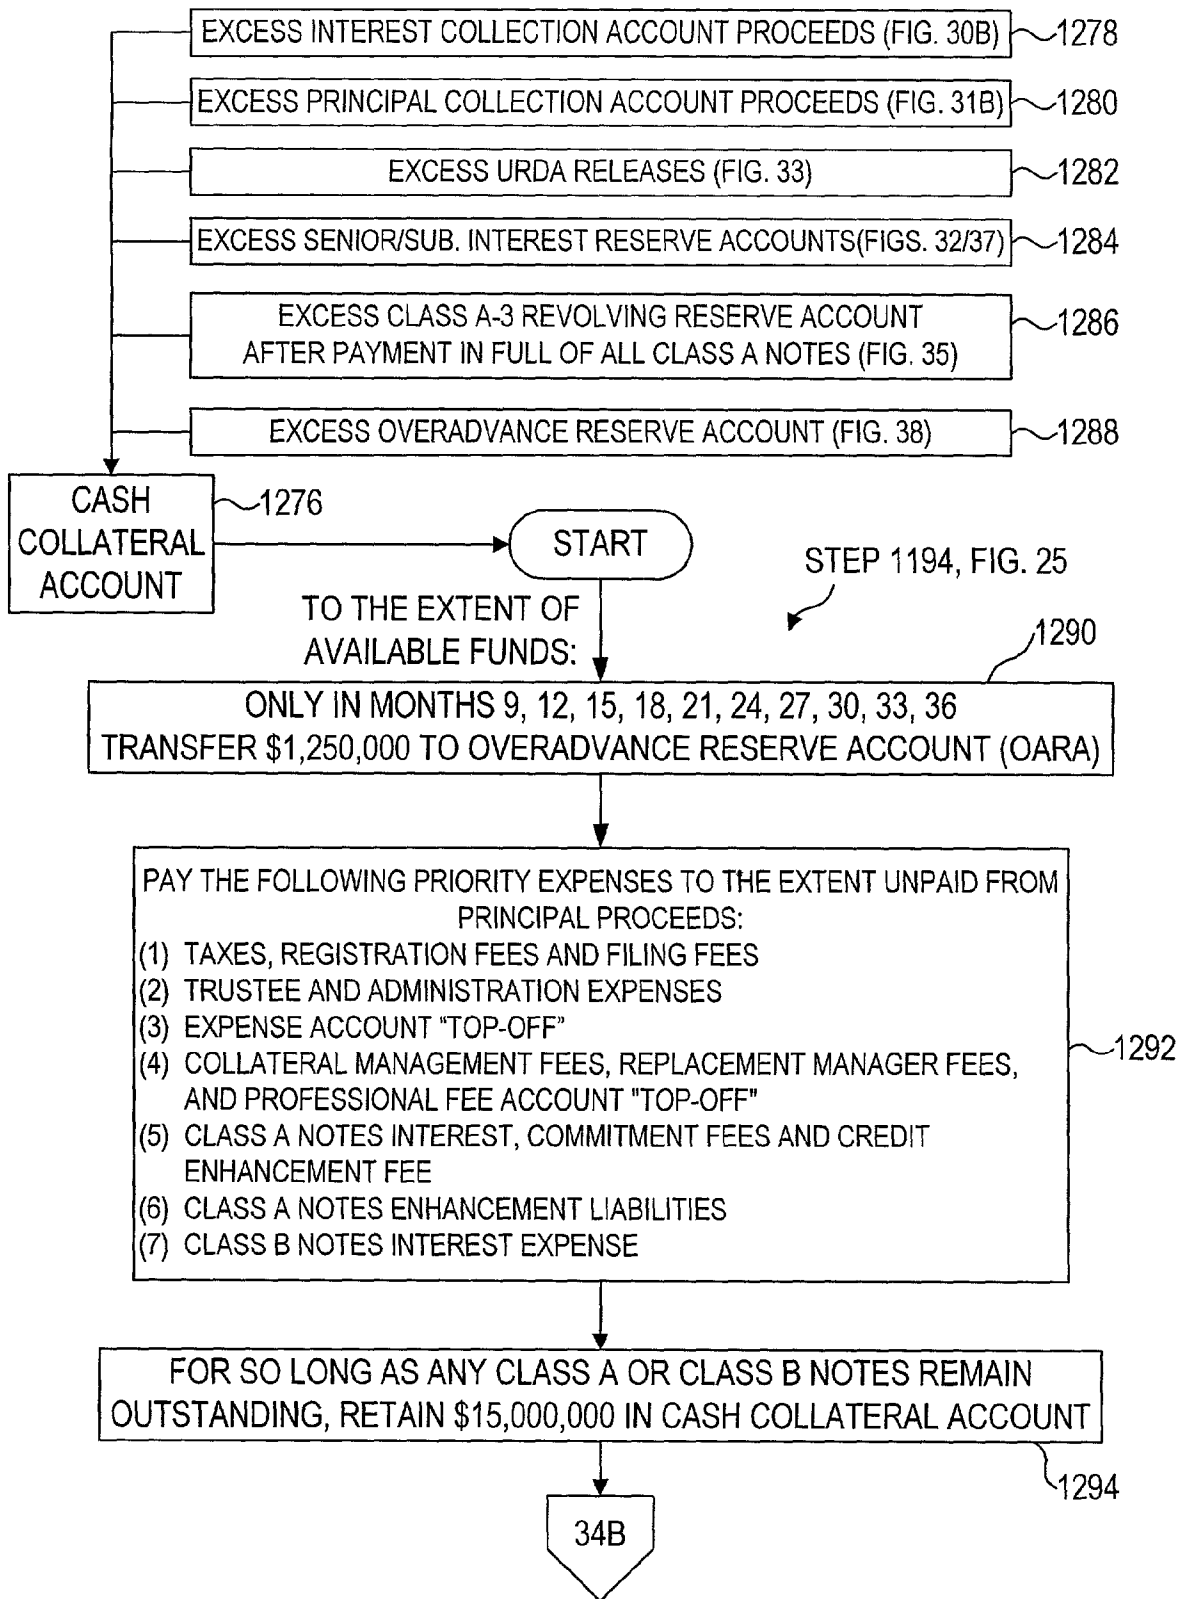 EXCESS INTEREST COLLECTION ACCOUNT PROCEEDS (FIG. 30B)
1278
EXCESS PRINCIPAL COLLECTION ACCOUNT PROCEEDS (FIG. 31B)
1280
EXCESS URDA RELEASES (FIG. 33)
1282
EXCESS SENIOR/SUB. INTEREST RESERVE ACCOUNTS(FIGS. 32/37)
1284
EXCESS CLASS A-3 REVOLVING RESERVE ACCOUNT
AFTER PAYMENT IN FULL OF ALL CLASS A NOTES (FIG. 35)
1286
EXCESS OVERADVANCE RESERVE ACCOUNT (FIG. 38)
1288
CASH
COLLATERAL
ACCOUNT
1276
START
STEP 1194, FIG. 25
TO THE EXTENT OF
AVAILABLE FUNDS:
1290
ONLY IN MONTHS 9, 12, 15, 18, 21, 24, 27, 30, 33, 36
TRANSFER $1,250,000 TO OVERADVANCE RESERVE ACCOUNT (OARA)
PAY THE FOLLOWING PRIORITY EXPENSES TO THE EXTENT UNPAID FROM
PRINCIPAL PROCEEDS:
(1) TAXES, REGISTRATION FEES AND FILING FEES
(2) TRUSTEE AND ADMINISTRATION EXPENSES
(3) EXPENSE ACCOUNT "TOP-OFF"
(4) COLLATERAL MANAGEMENT FEES, REPLACEMENT MANAGER FEES,
AND PROFESSIONAL FEE ACCOUNT "TOP-OFF"
(5) CLASS A NOTES INTEREST, COMMITMENT FEES AND CREDIT
ENHANCEMENT FEE
(6) CLASS A NOTES ENHANCEMENT LIABILITIES
(7) CLASS B NOTES INTEREST EXPENSE
1292
FOR SO LONG AS ANY CLASS A OR CLASS B NOTES REMAIN
OUTSTANDING, RETAIN $15,000,000 IN CASH COLLATERAL ACCOUNT
1294
34B